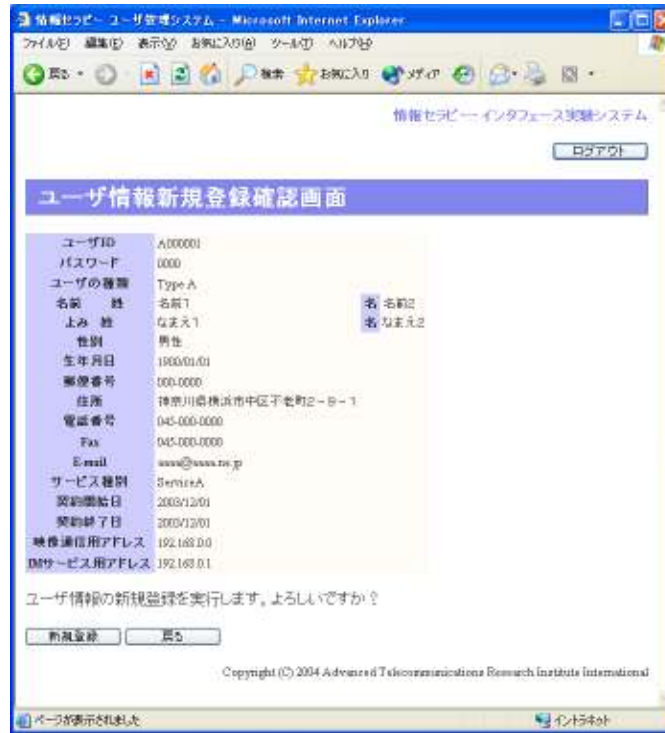 情報セラピー ユーザ管理システム - Microsoft Internet Explorer
ファイル(F) 編集(E) 表示(V) お気に入り(A) ツール(T) ヘルプ(H)
戻る 検索 お気に入り メディア
情報セラピー インタフェース実験システム
ログアウト
ユーザ情報新規登録確認画面
ユーザID A000001
パスワード 0000
ユーザの種類 Type A
名前 姓 名前1 名 名前2
よみ 姓 なまえ1 名 なまえ2
性別 男性
生年月日 1900/01/01
郵便番号 000-0000
住所 神奈川県横浜市中区不老町2-9-1
電話番号 045-000-0000
Fax 045-000-0000
E-mail
サービス種別 ServiceA
契約開始日 2003/12/01
契約終了日 2003/12/01
映像通信用アドレス 192.168.0.0
IMサービス用アドレス 192.168.0.1
ユーザ情報の新規登録を実行します。よろしいですか？
新規登録 戻る
Copyright (C) 2004 Advanced Telecommunications Research Institute International
ページが表示されました イントラネット